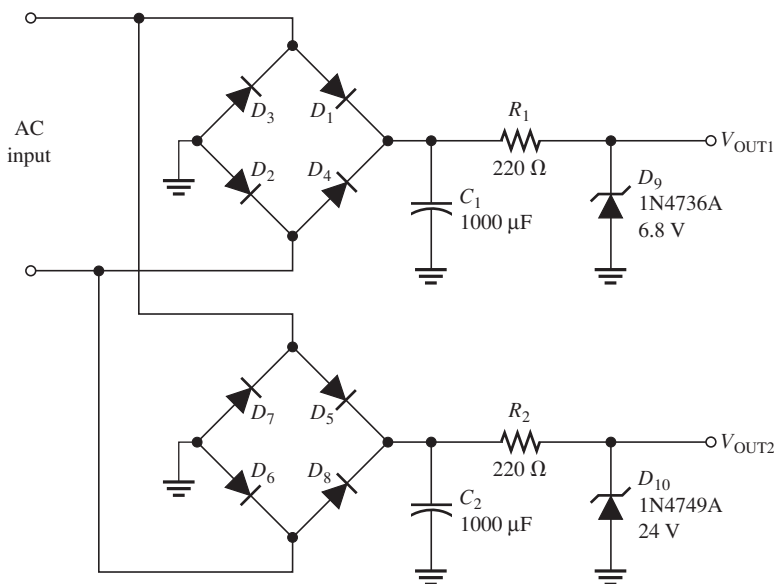 AC
input
D3
D1
D2
D4
R1
220 Ω
C1
1000 μF
VOUT1
D9
1N4736A
6.8 V
D7
D5
D6
D8
R2
220 Ω
C2
1000 μF
VOUT2
D10
1N4749A
24 V